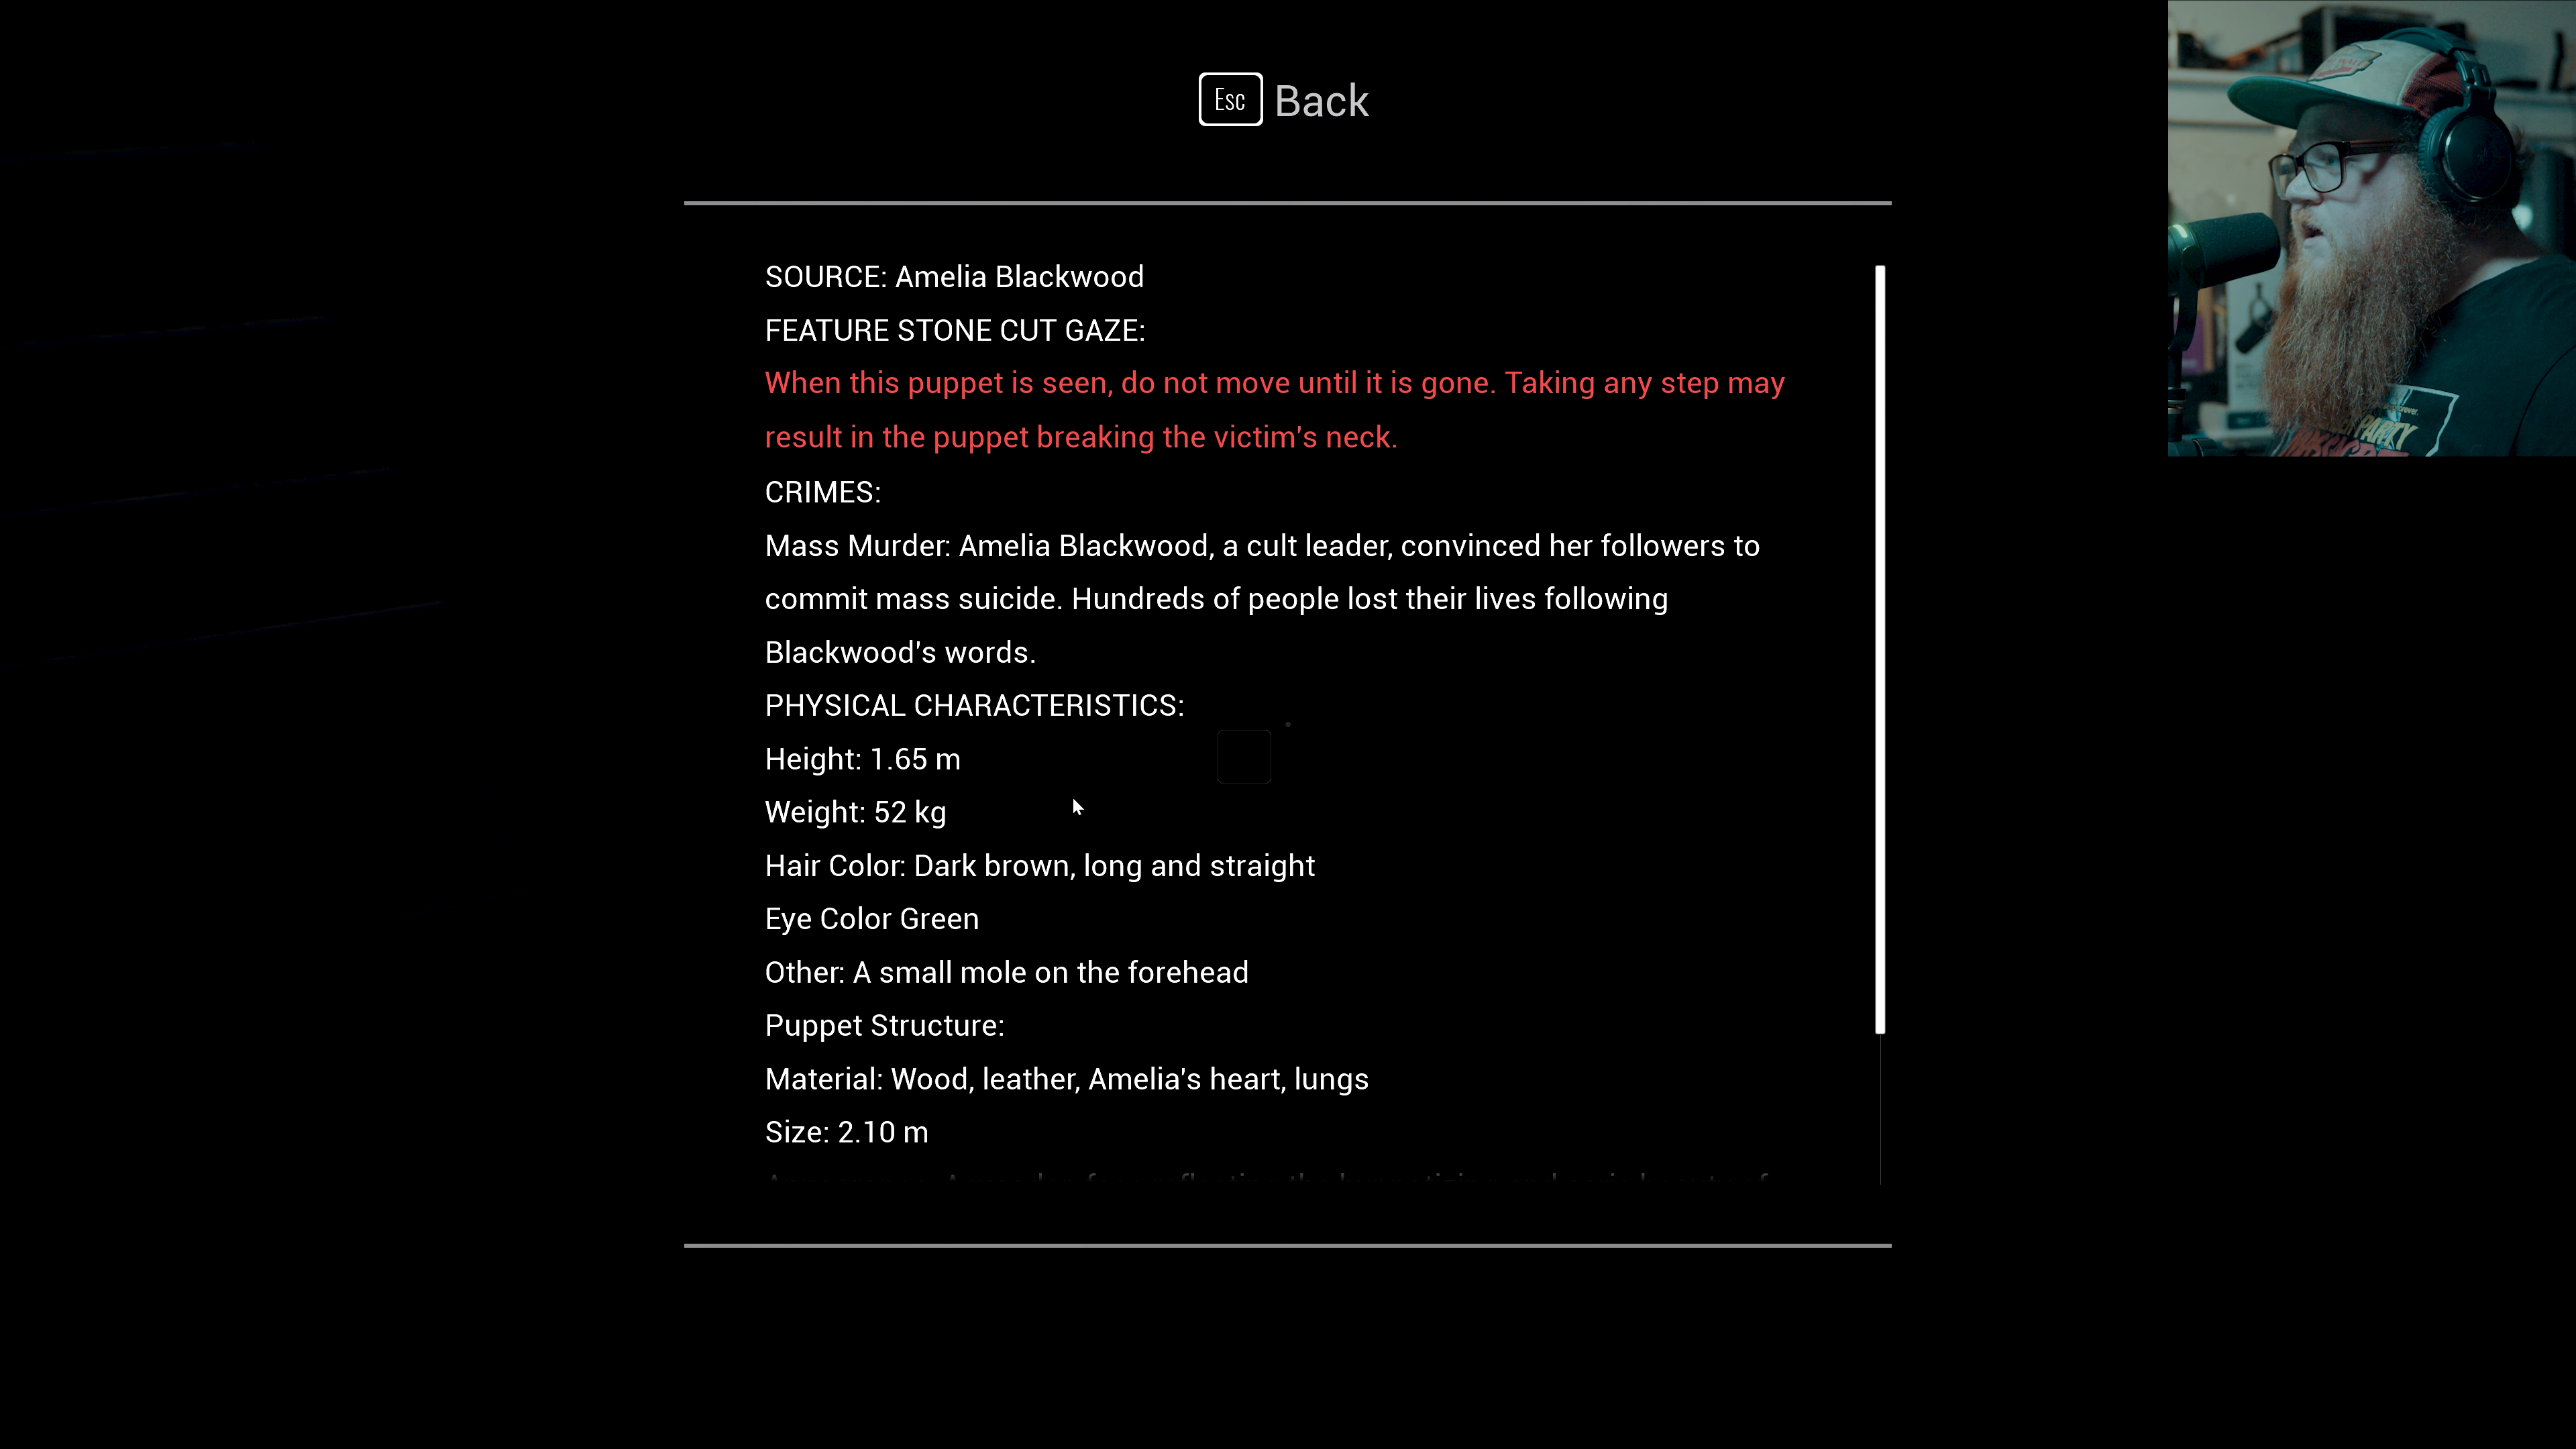 Esc Back
SOURCE: Amelia Blackwood
FEATURE STONE CUT GAZE:
When this puppet is seen, do not move until it is gone. Taking any step may
result in the puppet breaking the victim's neck.
CRIMES:
Mass Murder: Amelia Blackwood, a cult leader, convinced her followers to
commit mass suicide. Hundreds of people lost their lives following
Blackwood's words.
PHYSICAL CHARACTERISTICS:
Height: 1.65 m
Weight: 52 kg
Hair Color: Dark brown, long and straight
Eye Color Green
Other: A small mole on the forehead
Puppet Structure:
Material: Wood, leather, Amelia's heart, lungs
Size: 2.10 m
PARTY